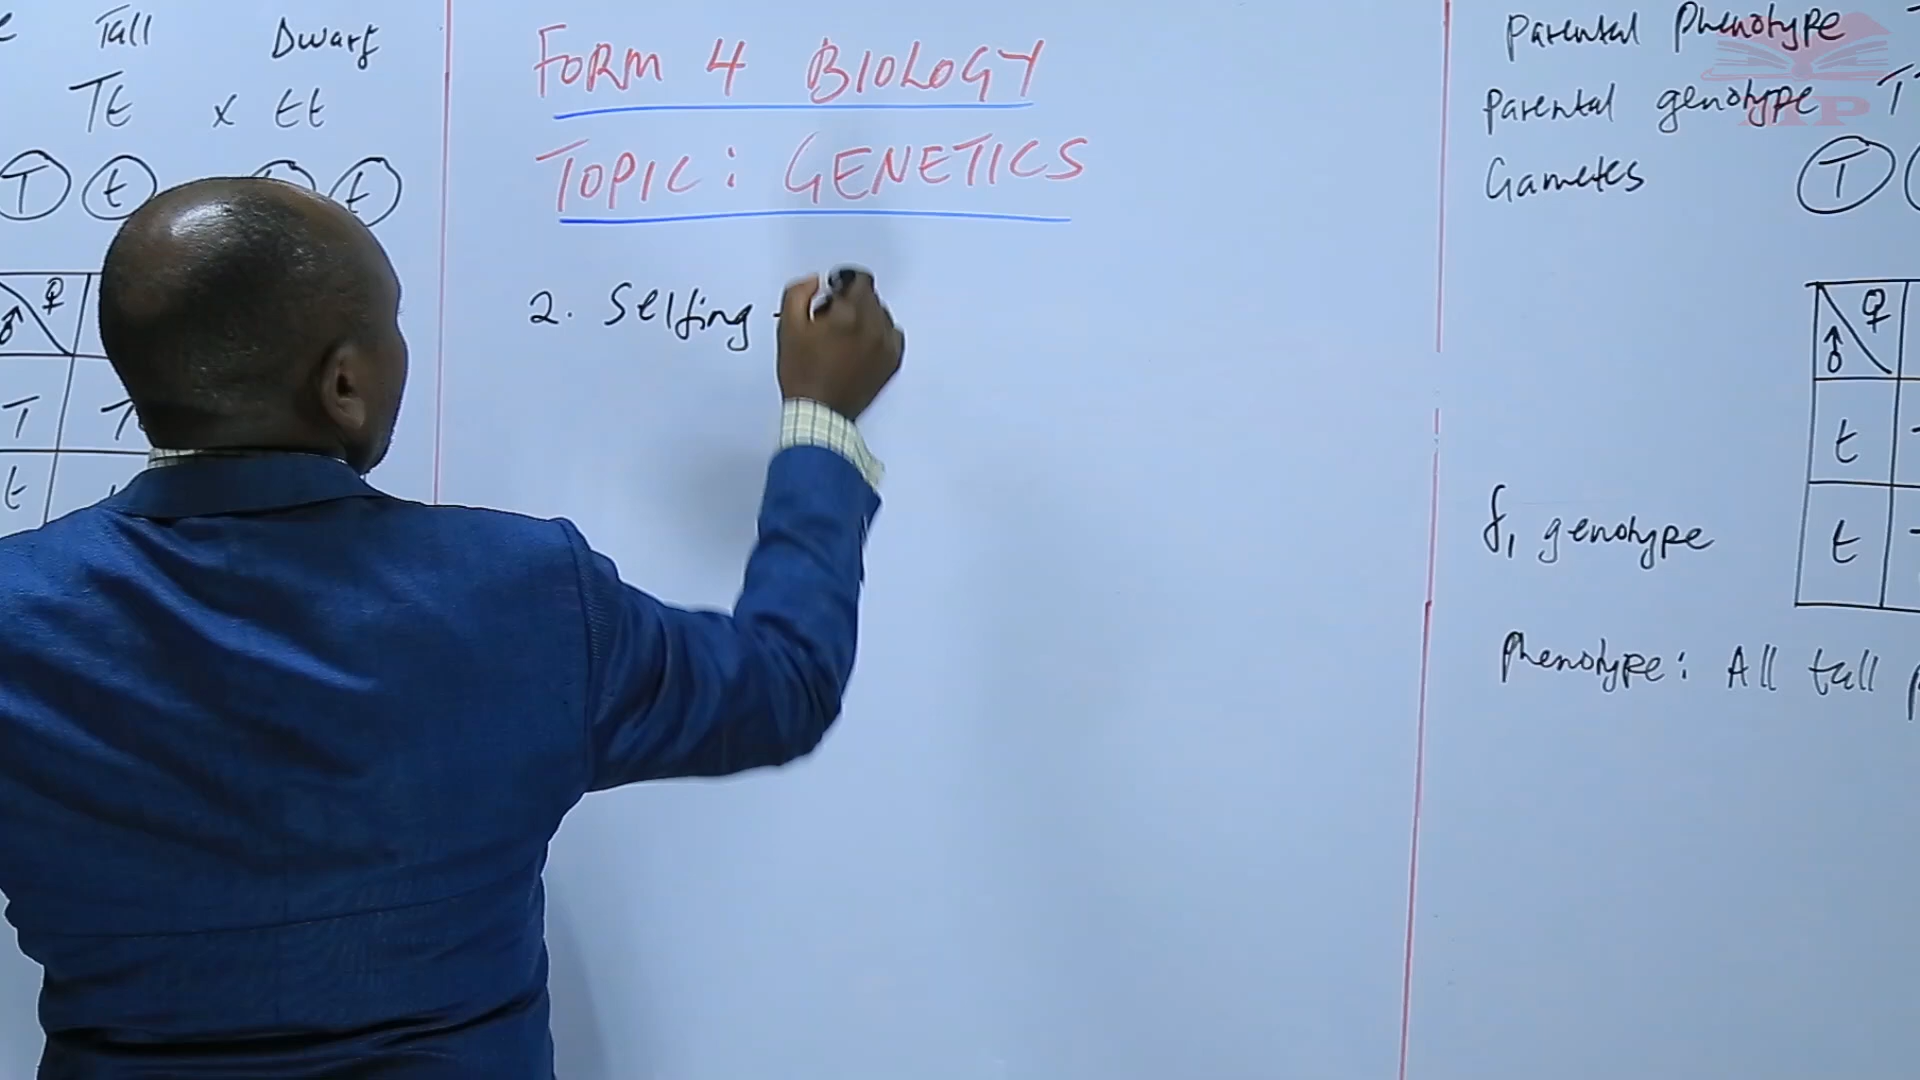 Tall Dwarf
Tt x tt
T t t
♀
♂
T T
t
FORM 4 BIOLOGY
TOPIC: GENETICS
2. Selfing
Parental Phenotype
Parental genotype T
Gametes T
♀
♂
t
t
f1 genotype
Phenotype: All tall
AP